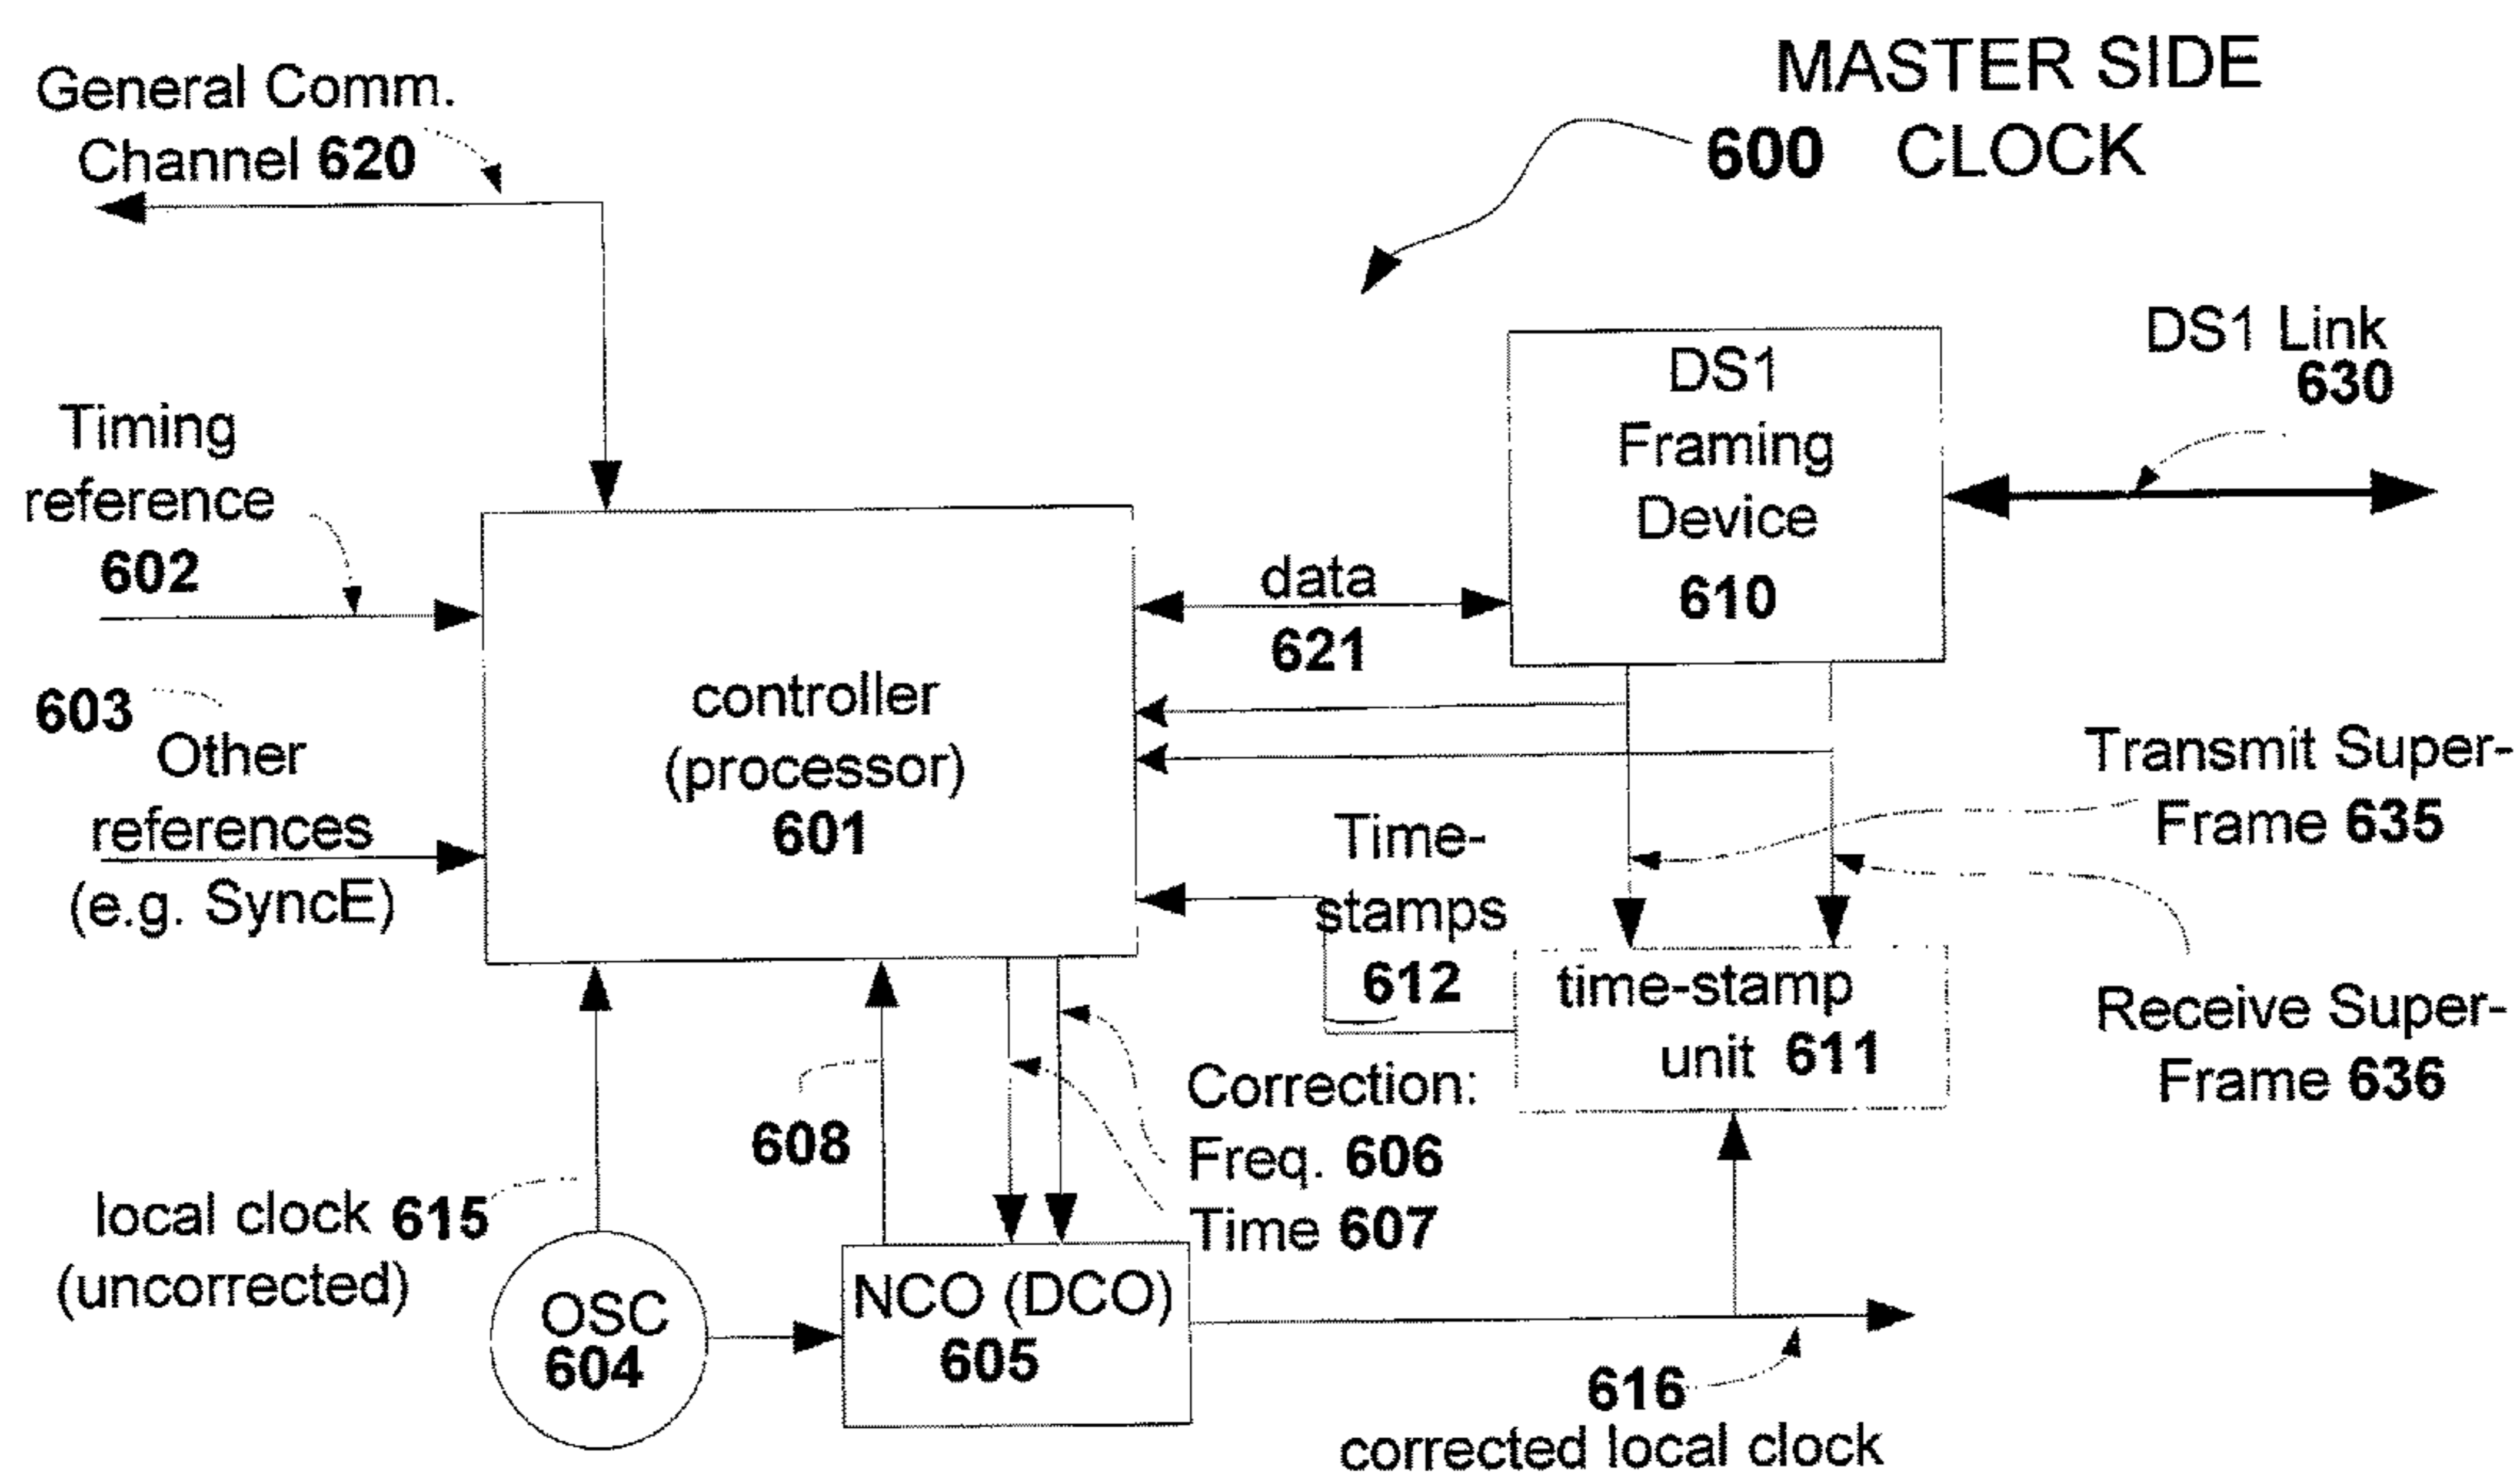 MASTER SIDE
600 CLOCK
General Comm.
Channel 620
DS1 Link
630
DS1
Framing
Device
610
Timing
reference
602
data
621
603
Other
references
(e.g. SyncE)
controller
(processor)
601
Transmit Super-
Frame 635
Time-
stamps
612
time-stamp
unit 611
Receive Super-
Frame 636
608
Correction:
Freq. 606
Time 607
local clock 615
(uncorrected)
OSC
604
NCO (DCO)
605
616
corrected local clock